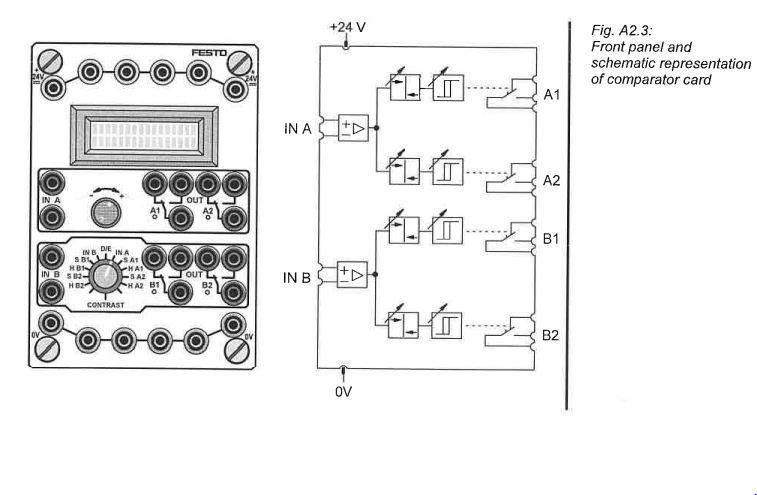 Fig. A2.3:
Front panel and
schematic representation
of comparator card
FESTO
+
24V
+
24V
IN A
- +
OUT
A1
A2
IN B
D/E
IN B
IN A
S B1
S A1
H B1
H A1
S B2
S A2
H B2
H A2
CONTRAST
OUT
B1
B2
0V
0V
+24 V
IN A
+
-
A1
A2
B1
IN B
+
-
B2
0V